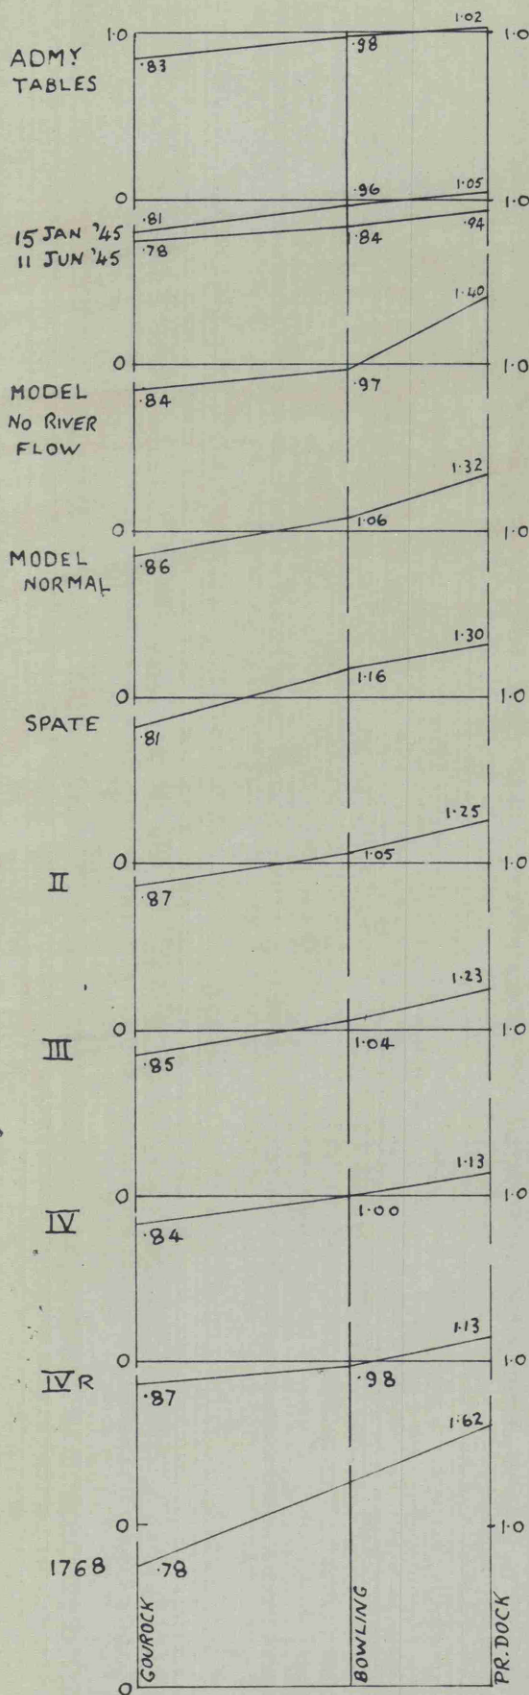 1.0 1.02 1.0
ADMY .83 .98
TABLES
0 .96 1.05 1.0
15 JAN '45 .81 .94
11 JUN '45 .78 1.84
1.40
0 1.0
MODEL .84 .97
NO RIVER
FLOW
1.32
0 1.06 1.0
MODEL .86
NORMAL
1.30
0 1.16 1.0
SPATE .81
1.25
0 1.05 1.0
II .87
1.23
0 1.04 1.0
III .85
1.13
0 1.00 1.0
IV .84
1.13
0 1.0
IVR .87 .98
1.62
0 1.0
1768 .78
GOUROCK BOWLING PR. DOCK
0